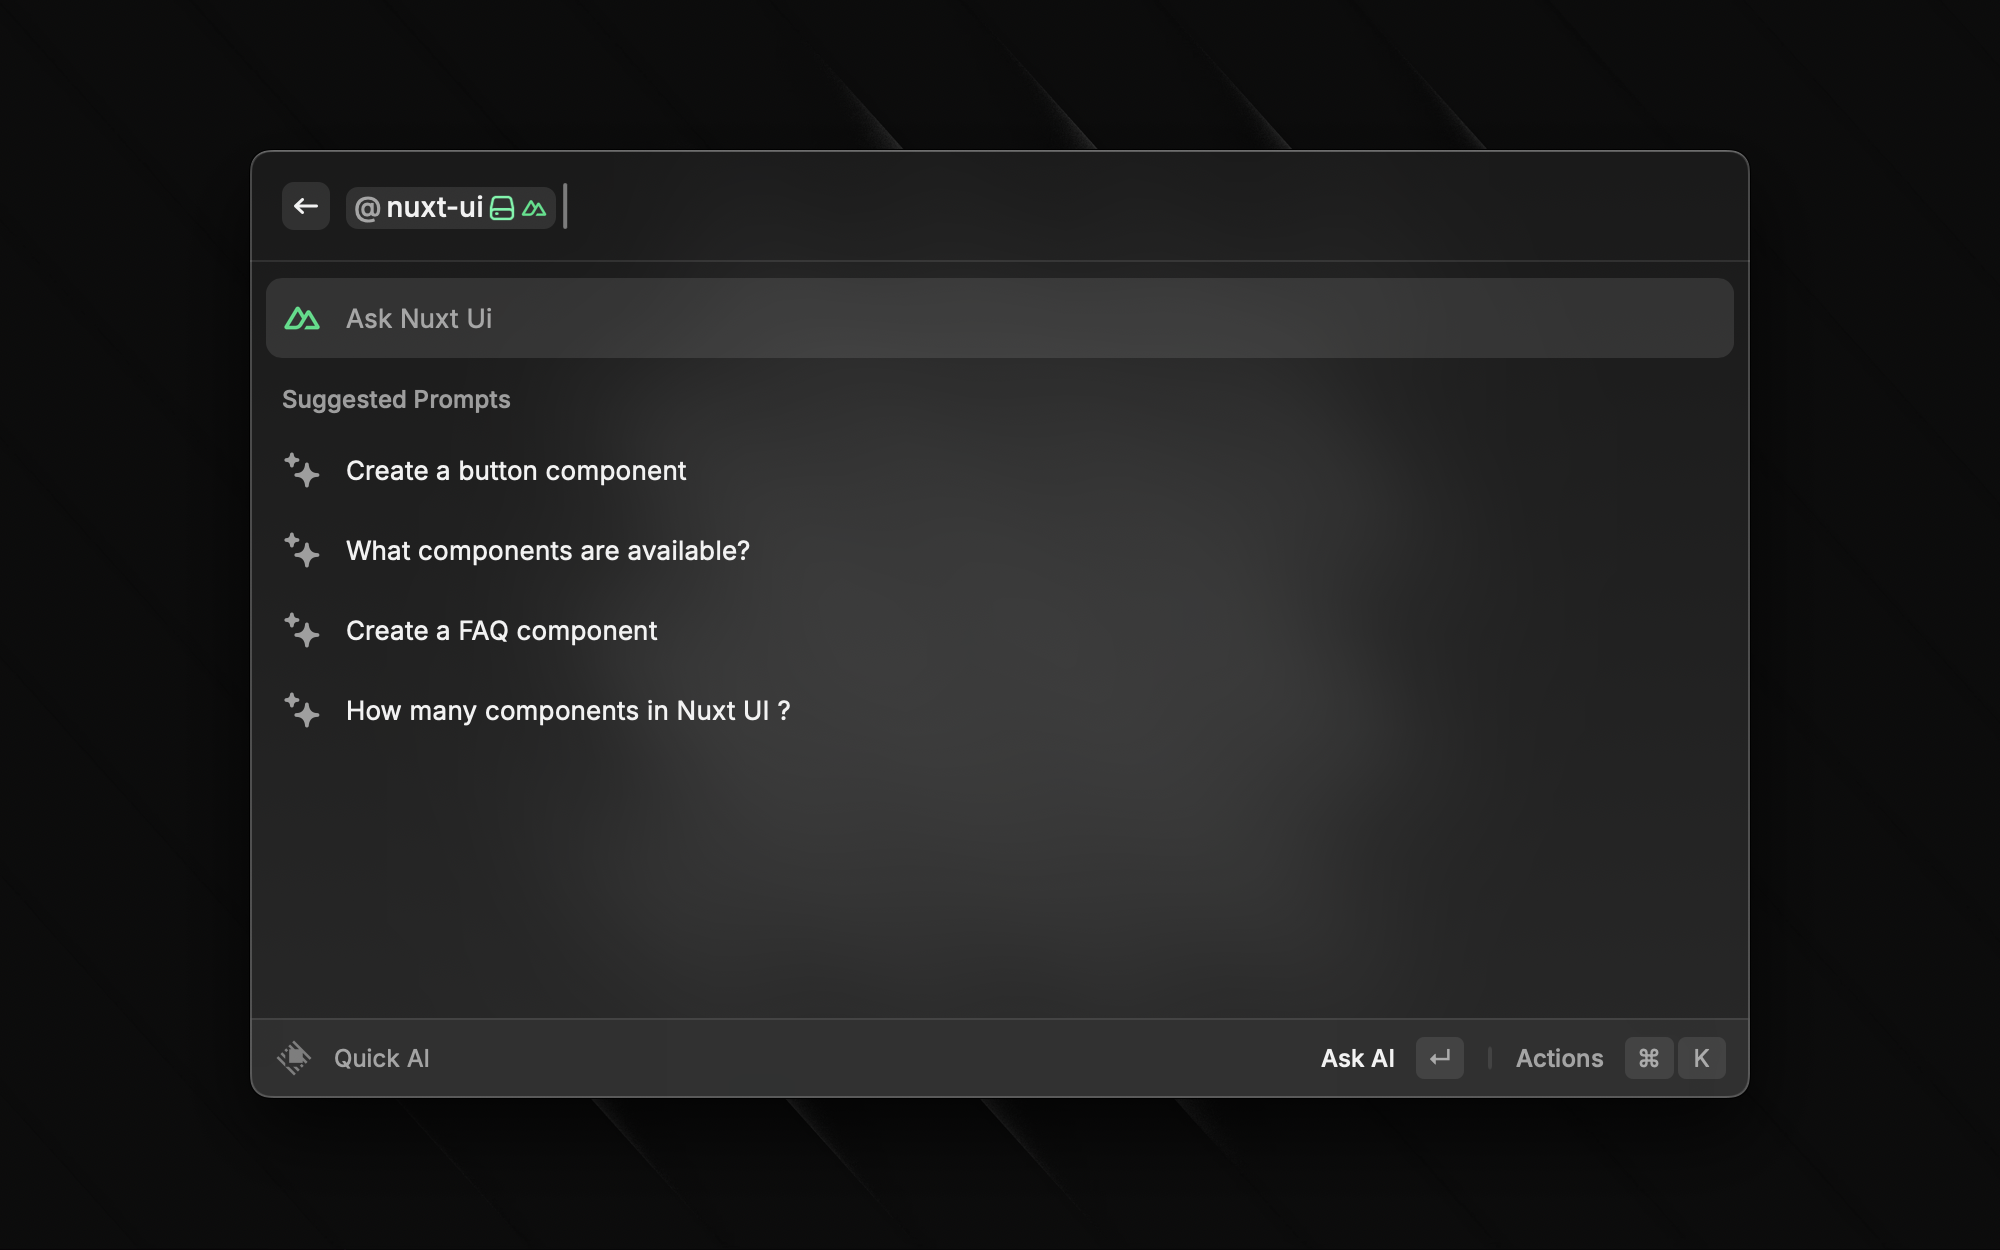 @nuxt-ui
Ask Nuxt Ui
Suggested Prompts
Create a button component
What components are available?
Create a FAQ component
How many components in Nuxt UI ?
Quick AI
Ask AI
Actions ⌘ K